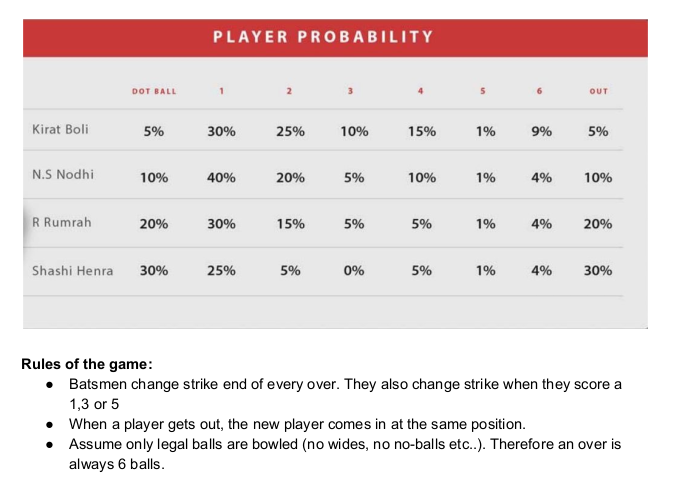 PLAYER PROBABILITY
DOT BALL 1 2 3 4 5 6 OUT
Kirat Boli 5% 30% 25% 10% 15% 1% 9% 5%
N.S Nodhi 10% 40% 20% 5% 10% 1% 4% 10%
R Rumrah 20% 30% 15% 5% 5% 1% 4% 20%
Shashi Henra 30% 25% 5% 0% 5% 1% 4% 30%
Rules of the game:
● Batsmen change strike end of every over. They also change strike when they score a
1,3 or 5
● When a player gets out, the new player comes in at the same position.
● Assume only legal balls are bowled (no wides, no no-balls etc..). Therefore an over is
always 6 balls.